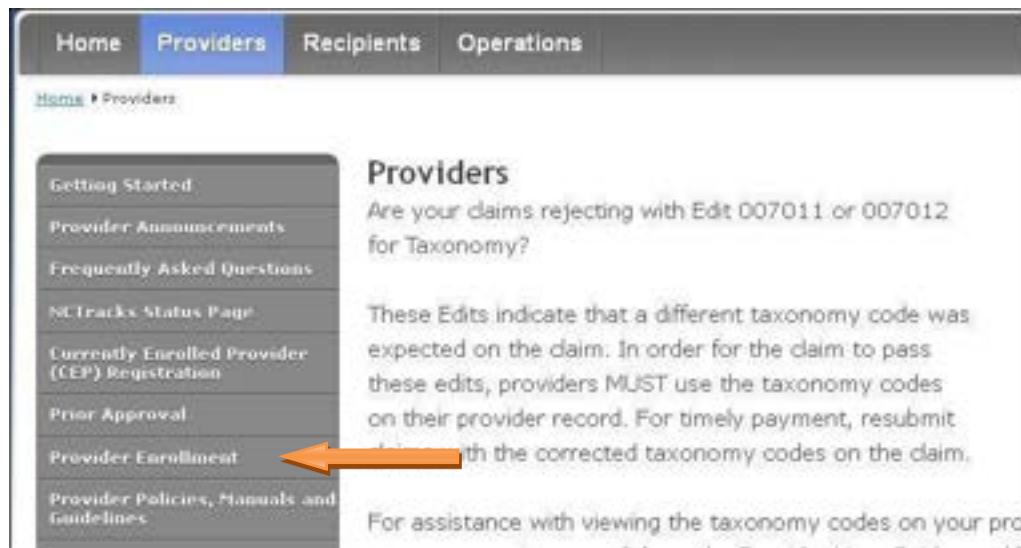 Home Providers Recipients Operations
Home Providers
Getting Started
Provider Announcements
Frequently Asked Questions
NCTracks Status Page
Currently Enrolled Provider
(CEP) Registration
Prior Approval
Provider Enrollment
Provider Policies, Manuals and
Guidelines
Providers
Are your claims rejecting with Edit 007011 or 007012
for Taxonomy?
These Edits indicate that a different taxonomy code was
expected on the claim. In order for the claim to pass
these edits, providers MUST use the taxonomy codes
on their provider record. For timely payment, resubmit
the corrected taxonomy codes on the claim.
For assistance with viewing the taxonomy codes on your